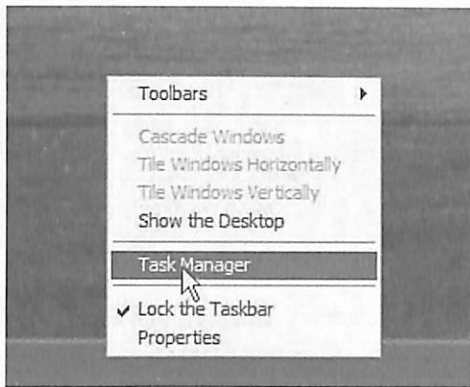 Toolbars
Cascade Windows
Tile Windows Horizontally
Tile Windows Vertically
Show the Desktop
Task Manager
Lock the Taskbar
Properties